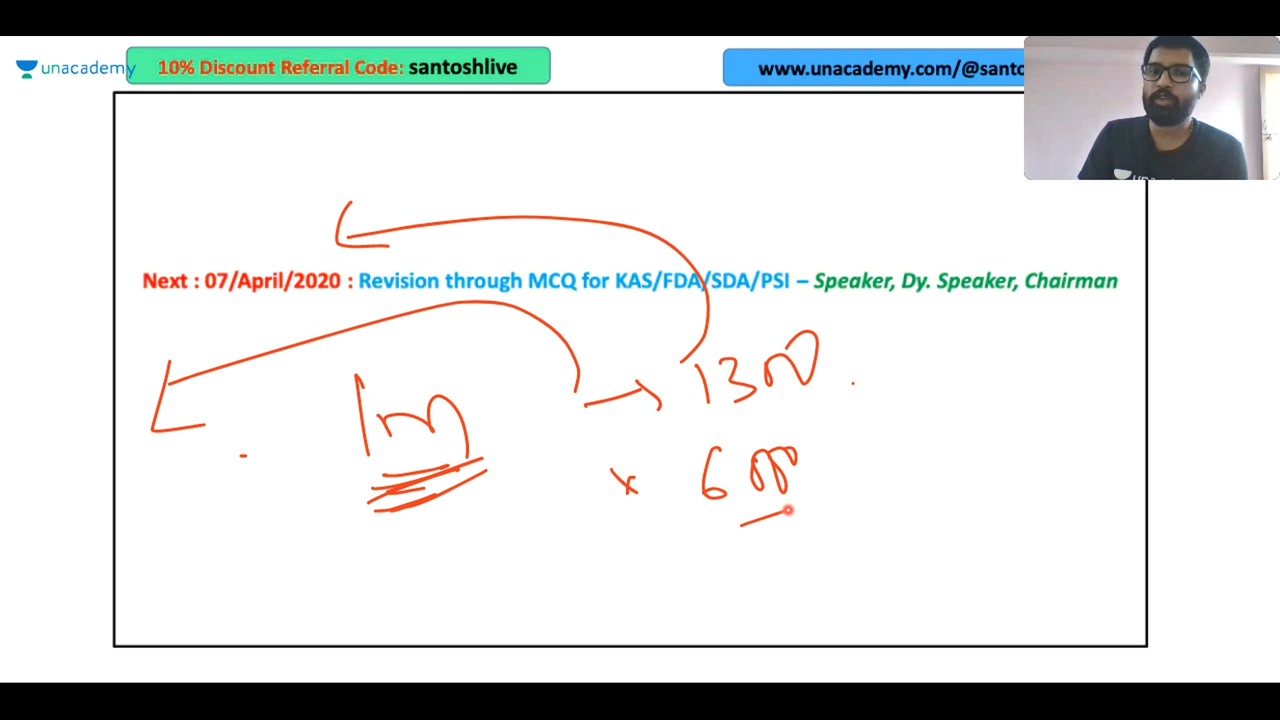 unacademy
10% Discount Referral Code: santoshlive
www.unacademy.com/@santo
Next : 07/April/2020 : Revision through MCQ for KAS/FDA/SDA/PSI – Speaker, Dy. Speaker, Chairman
1m → 1300
x 600